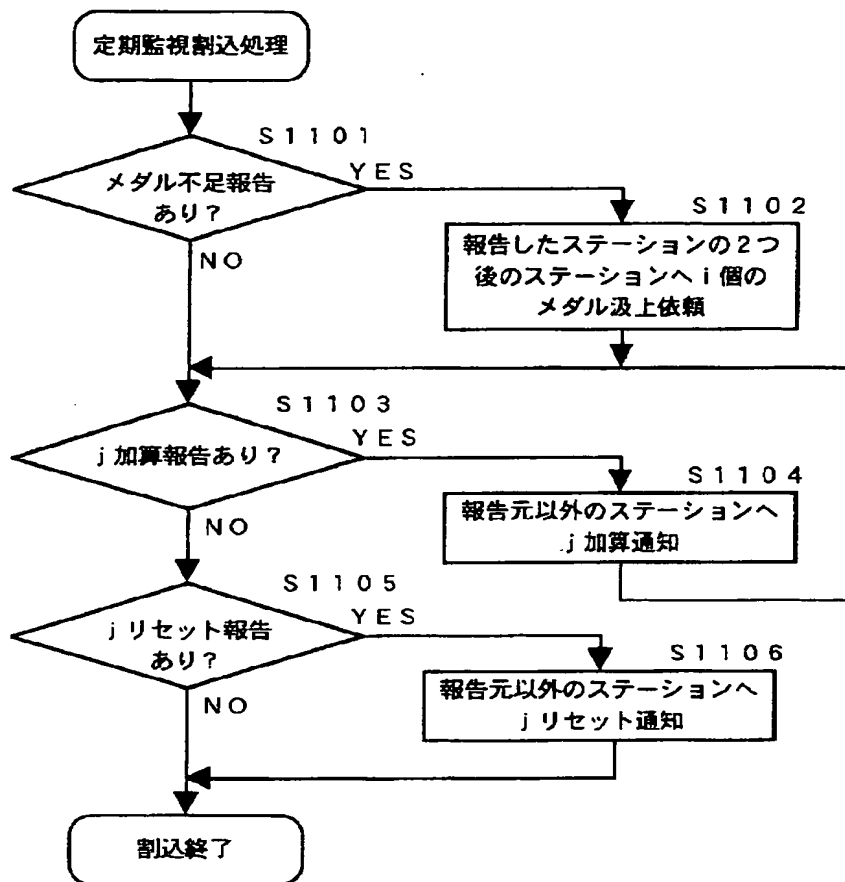 定期監視割込処理
S1101
メダル不足報告
あり?
YES
NO
S1102
報告したステーションの2つ
後のステーションへi個の
メダル汲上依頼
S1103
j加算報告あり?
YES
NO
S1104
報告元以外のステーションへ
j加算通知
S1105
jリセット報告
あり?
YES
NO
S1106
報告元以外のステーションへ
jリセット通知
割込終了